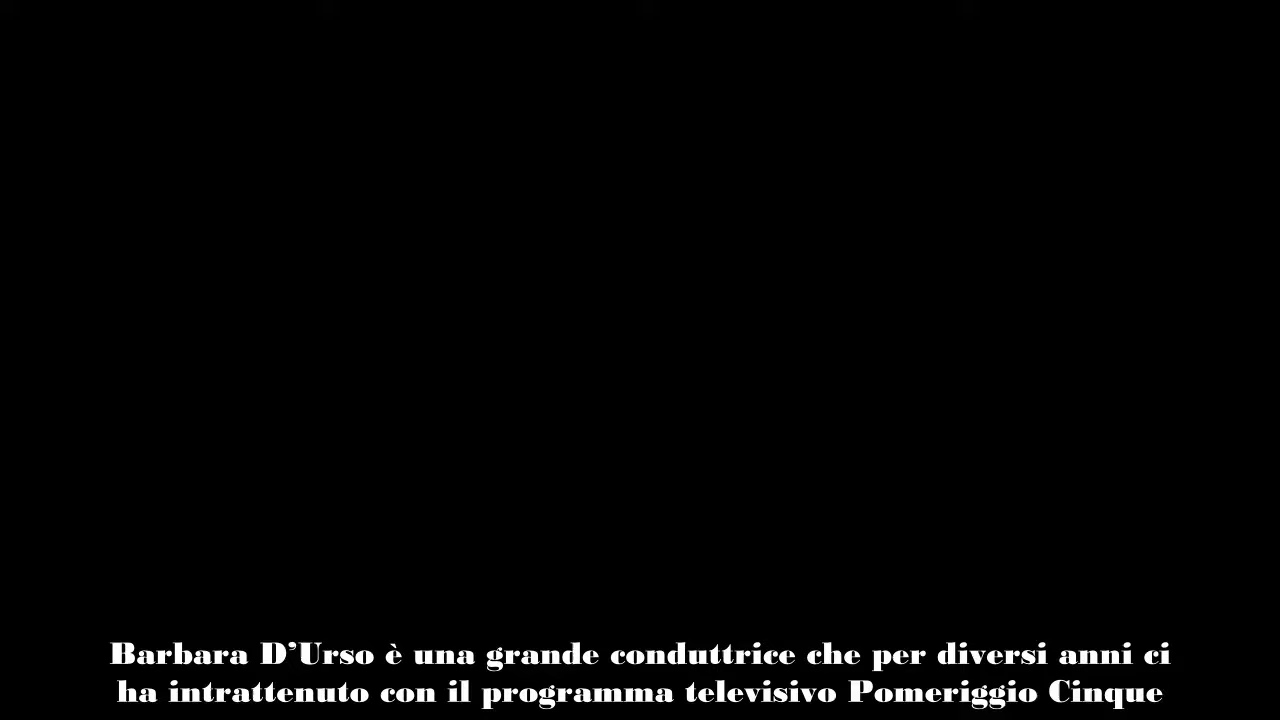 Barbara D’Urso è una grande conduttrice che per diversi anni ci
ha intrattenuto con il programma televisivo Pomeriggio Cinque